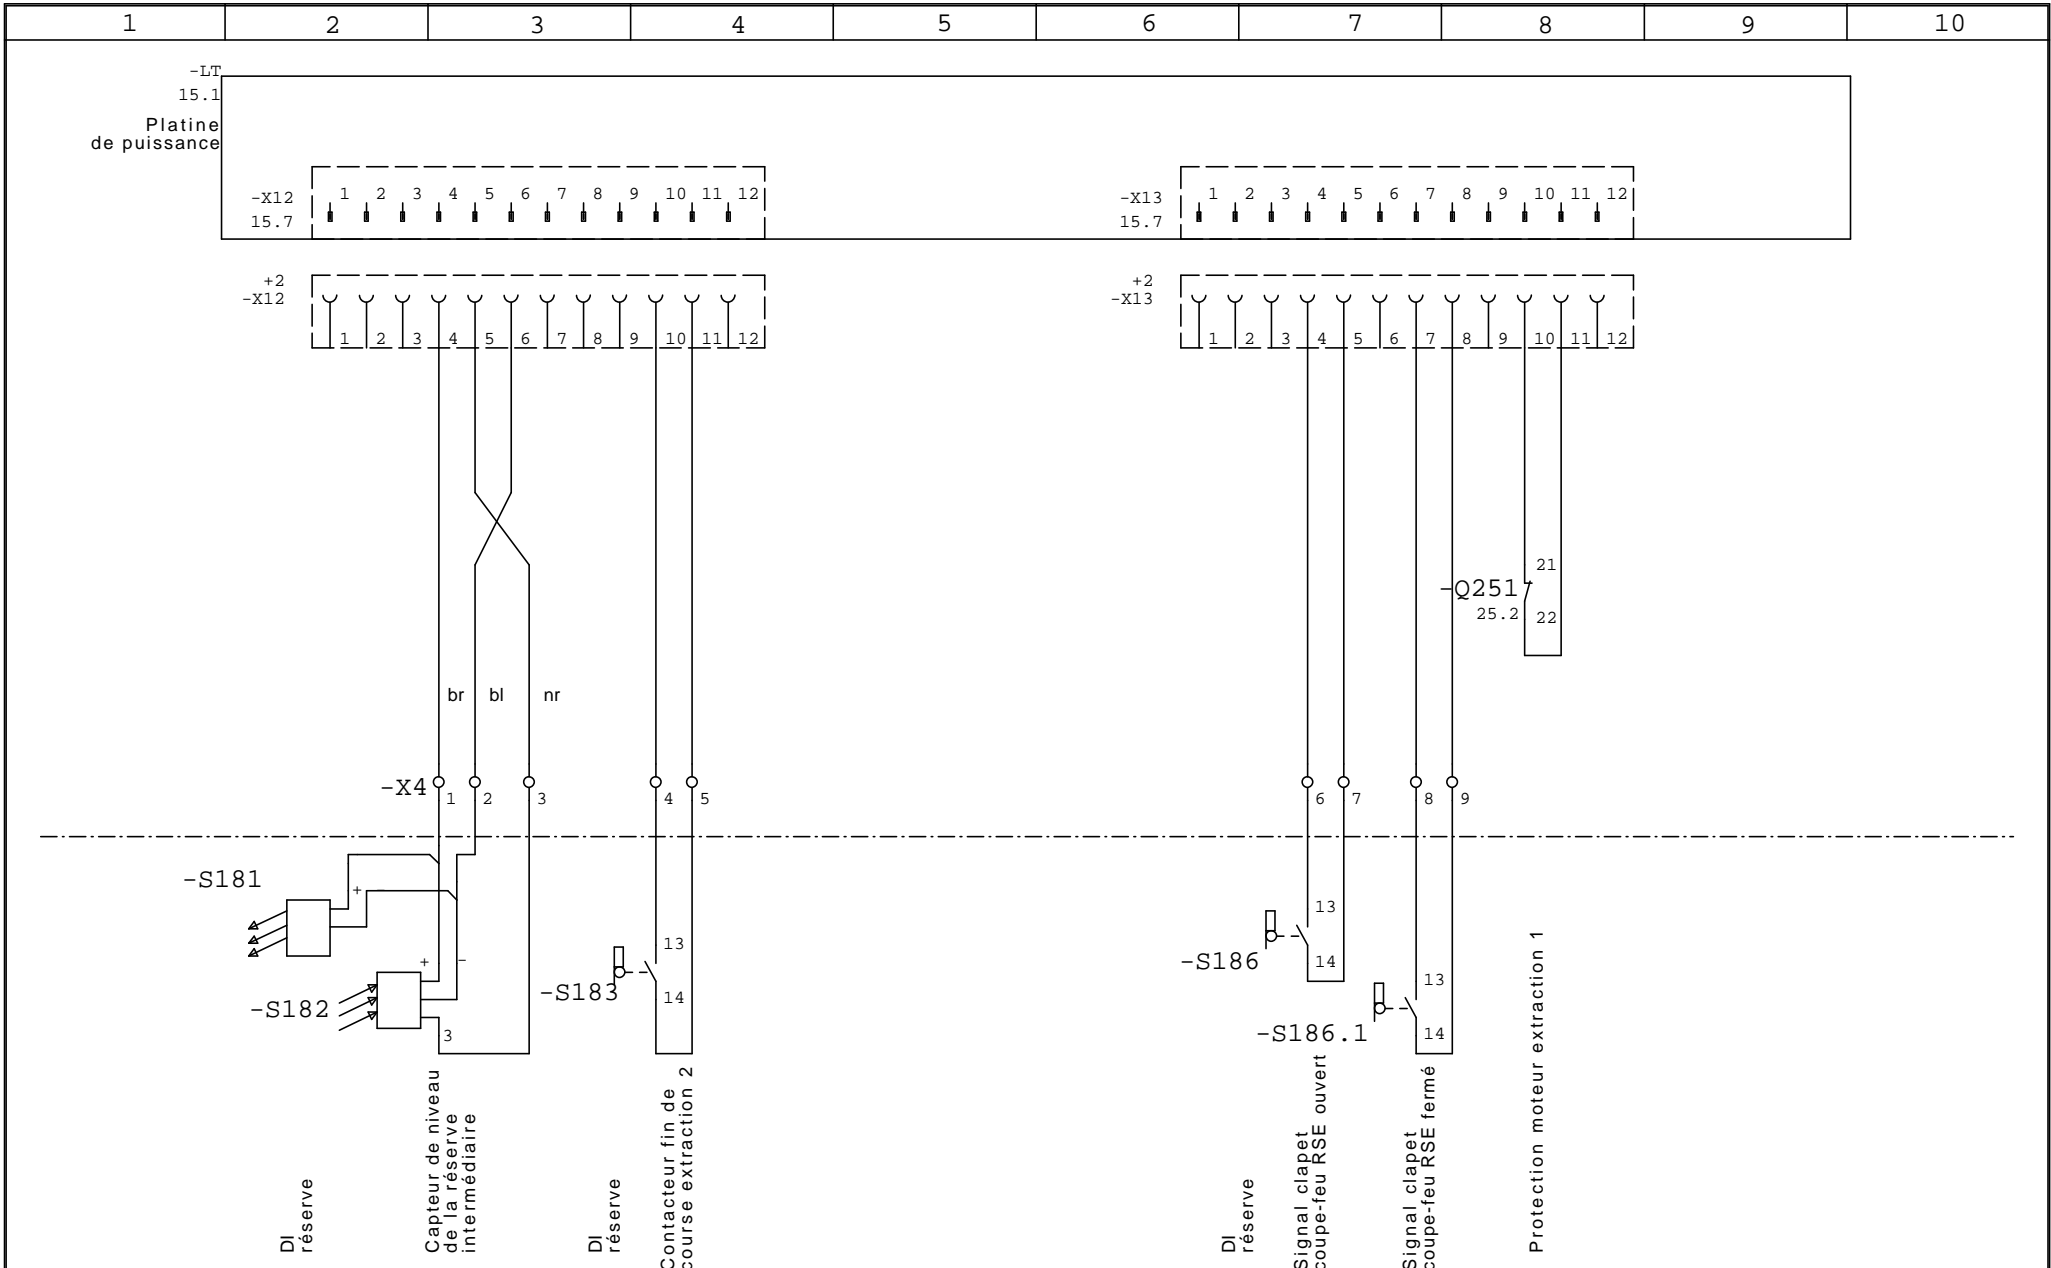 1 2 3 4 5 6 7 8 9 10
-LT
15.1
Platine
de puissance
-X12 1 2 3 4 5 6 7 8 9 10 11 12
15.7
-X13 1 2 3 4 5 6 7 8 9 10 11 12
15.7
+2
-X12
1 2 3 4 5 6 7 8 9 10 11 12
+2
-X13
1 2 3 4 5 6 7 8 9 10 11 12
21
-Q251
25.2 22
br bl nr
-X4 1 2 3 4 5 6 7 8 9
-S181
+ -
+ -
-S182
3
13
-S183
14
13
-S186
14
13
-S186.1
14
DI
réserve
Capteur de niveau
de la réserve
intermédiaire
DI
réserve
Contacteur fin de
course extraction 2
DI
réserve
Signal clapet
coupe-feu RSE ouvert
Signal clapet
coupe-feu RSE fermé
Protection moteur extraction 1